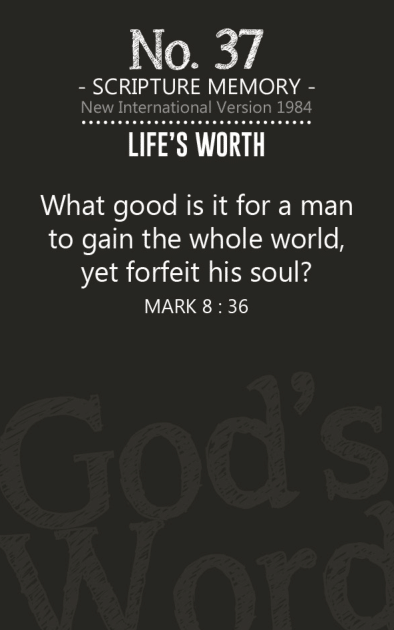 No. 37
- SCRIPTURE MEMORY -
New International Version 1984
LIFE'S WORTH
What good is it for a man
to gain the whole world,
yet forfeit his soul?
MARK 8 : 36
God's
Word